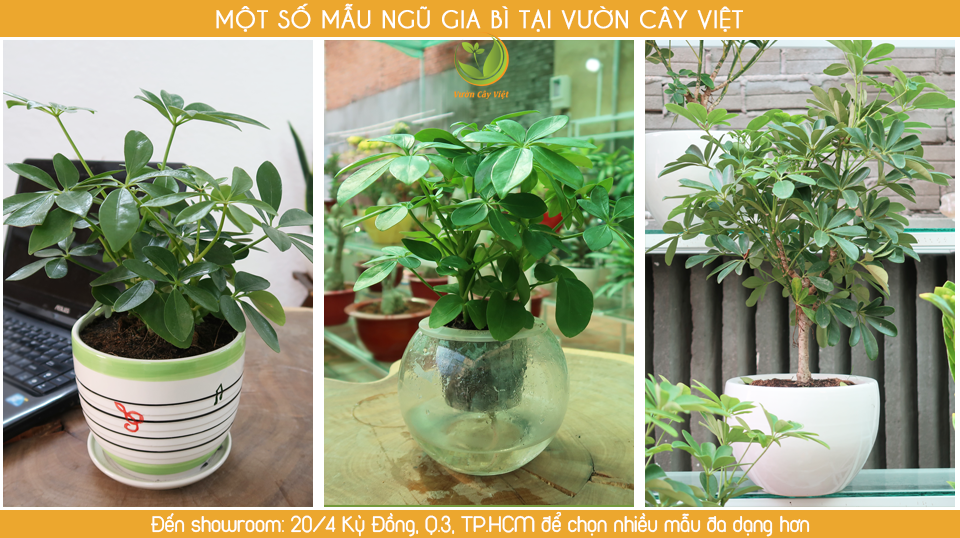 MỘT SỐ MẪU NGŨ GIA BÌ TẠI VƯỜN CÂY VIỆT
Vườn Cây Việt
ASUS
Đến showroom: 20/4 Kỳ Đồng, Q.3, TP.HCM để chọn nhiều mẫu đa dạng hơn